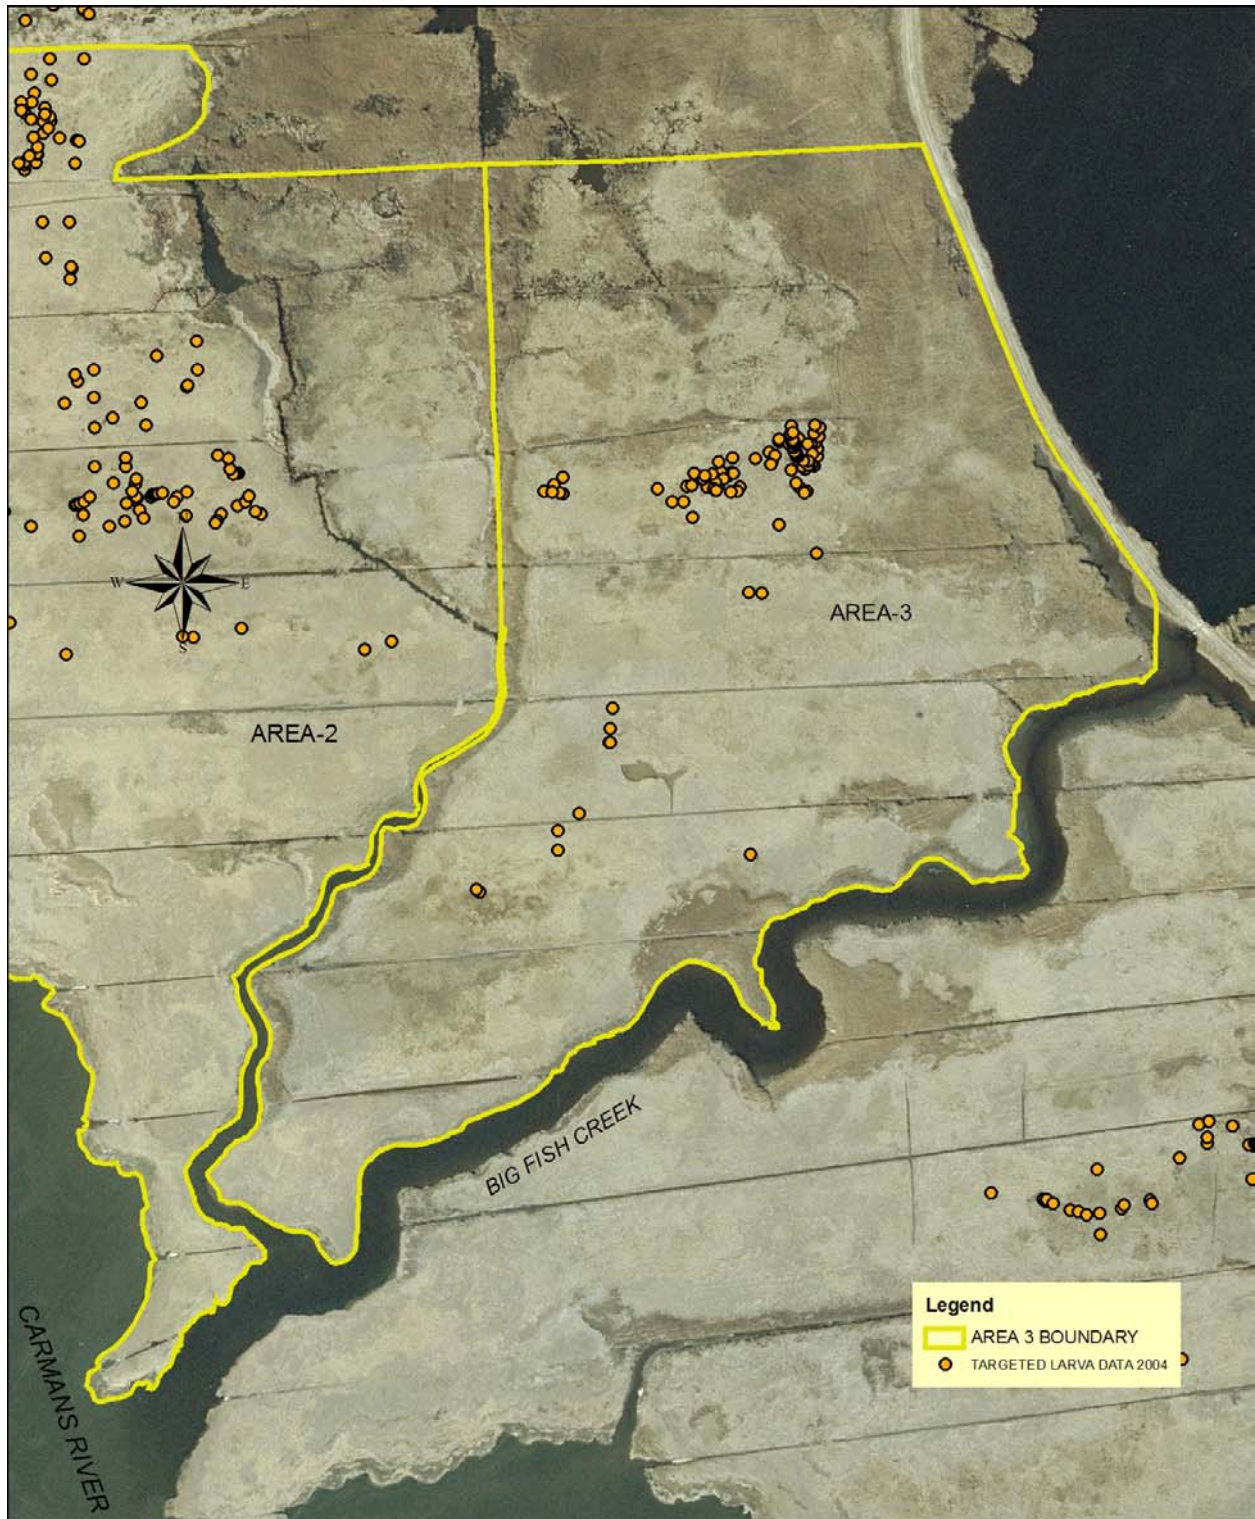 N
W
E
S
AREA-3
AREA-2
BIG FISH CREEK
CARMANS RIVER
Legend
AREA 3 BOUNDARY
TARGETED LARVA DATA 2004